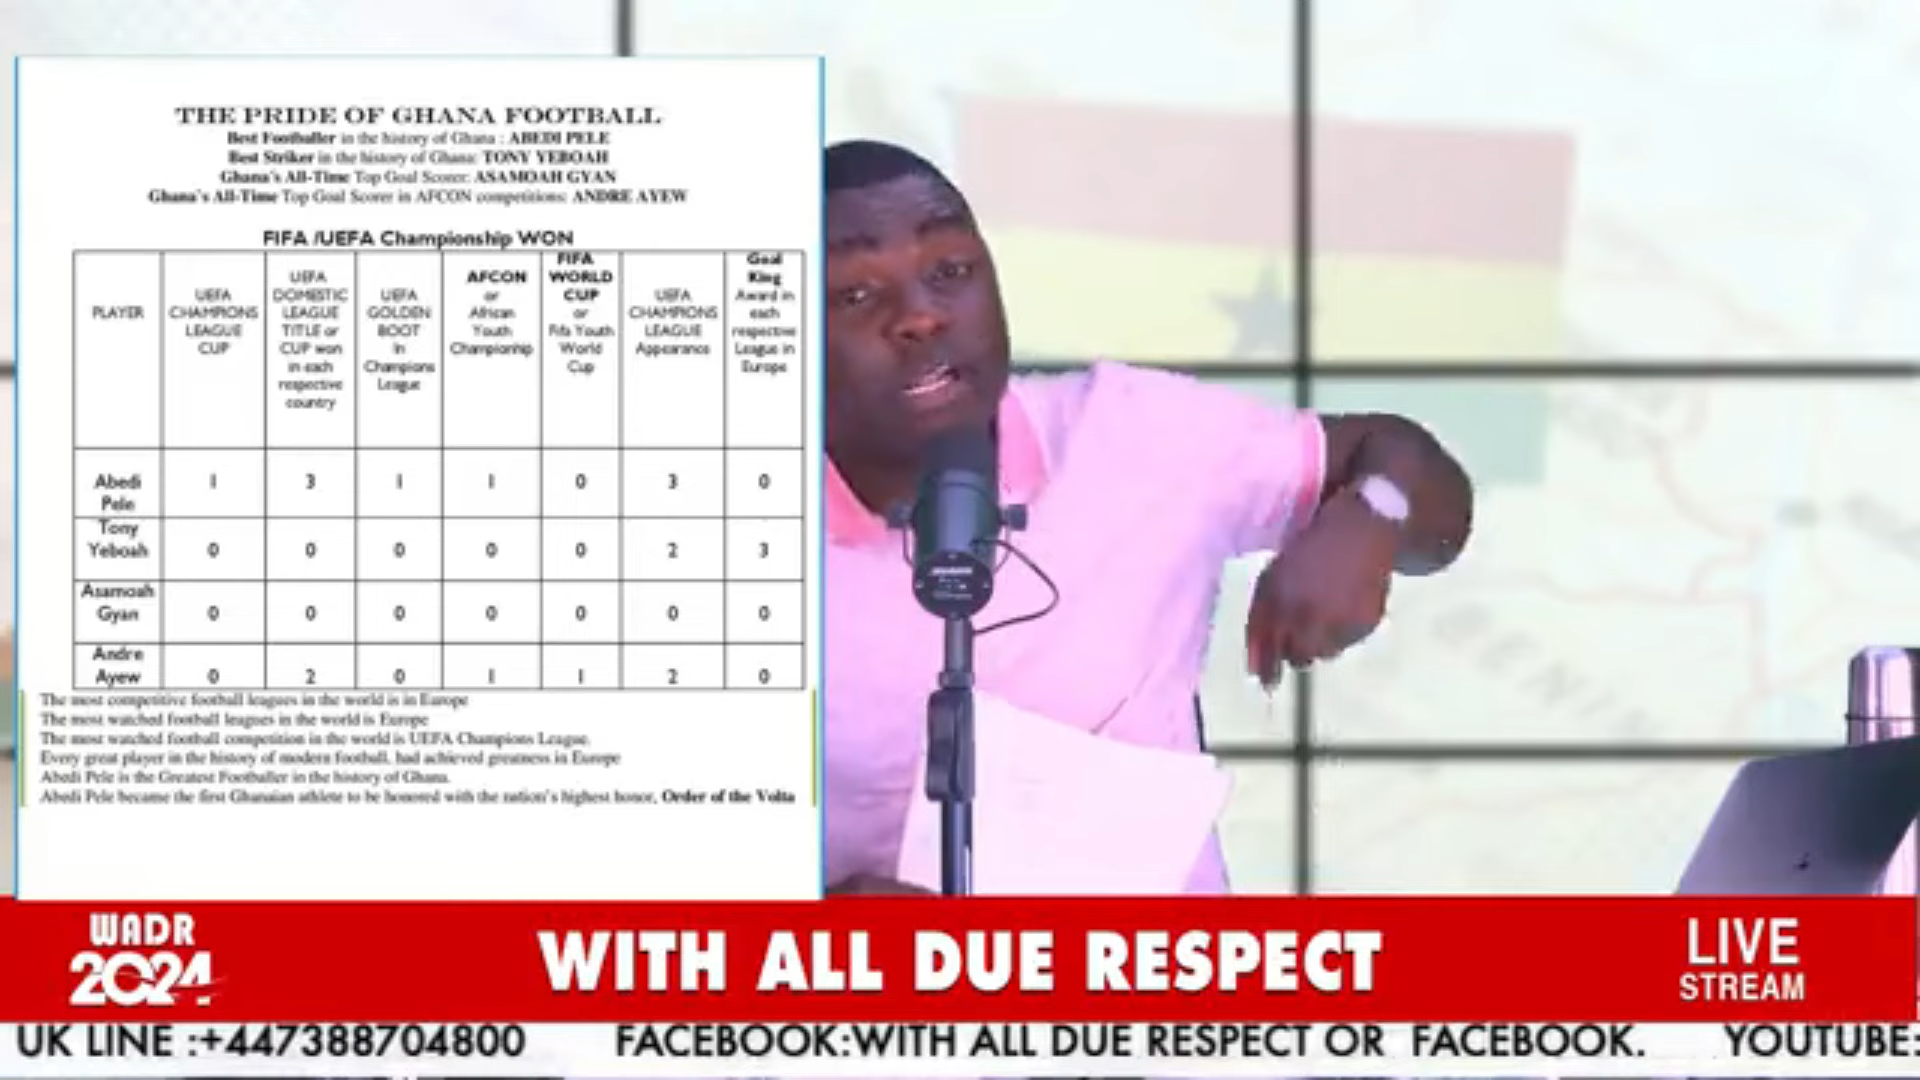 THE PRIDE OF GHANA FOOTBALL
Best Footballer in the history of Ghana : ABEDI PELE
Best Striker in the history of Ghana: TONY YEBOAH
Ghana's All-Time Top Goal Scorer: ASAMOAH GYAN
Ghana's All-Time Top Goal Scorer in AFCON competitions: ANDRE AYEW
FIFA /UEFA Championship WON
PLAYER
UEFA
CHAMPIONS
LEAGUE
CUP
UEFA
DOMESTIC
LEAGUE
TITLE or
CUP won
in each
respective
country
UEFA
GOLDEN
BOOT
In
Champions
League
AFCON
or
African
Youth
Championhip
FIFA
WORLD
CUP
or
Fifa Youth
World
Cup
UEFA
CHAMPIONS
LEAGUE
Appearance
Goal
King
Award in
each
respective
League in
Europe
Abedi
Pele
1 3 1 1 0 3 0
Tony
Yeboah
0 0 0 0 0 2 3
Asamoah
Gyan
0 0 0 0 0 0 0
Andre
Ayew
0 2 0 1 1 2 0
The most competitive football leagues in the world is in Europe
The most watched football leagues in the world is Europe
The most watched football competition in the world is UEFA Champions League.
Every great player in the history of modern football, had achieved greatness in Europe
Abedi Pele is the Greatest Footballer in the history of Ghana.
Abedi Pele became the first Ghanaian athlete to be honored with the nation's highest honor, Order of the Volta
WADR
2024
WITH ALL DUE RESPECT
LIVE
STREAM
UK LINE :+447388704800 FACEBOOK:WITH ALL DUE RESPECT OR FACEBOOK. YOUTUBE: